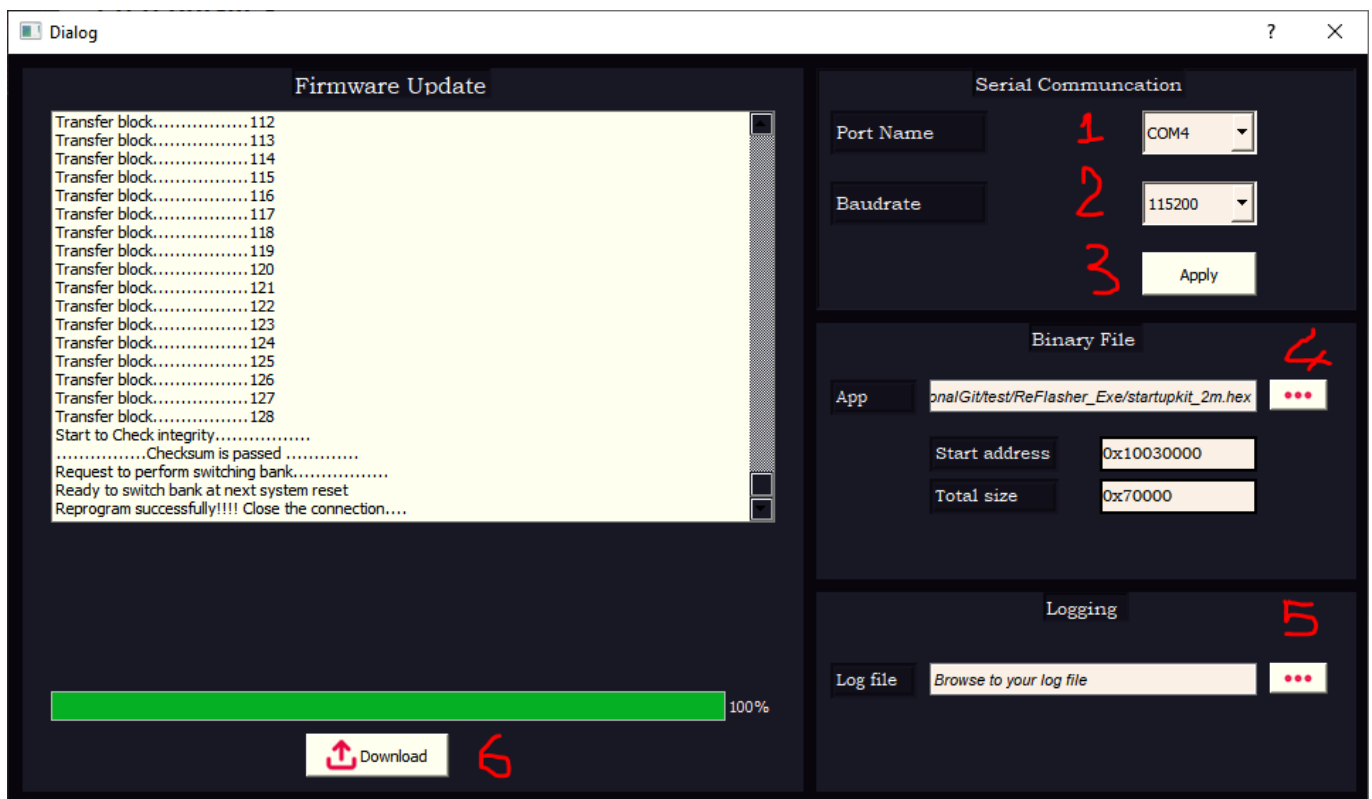 Dialog
?
Firmware Update
Transfer block.................112
Transfer block.................113
Transfer block.................114
Transfer block.................115
Transfer block.................116
Transfer block.................117
Transfer block.................118
Transfer block.................119
Transfer block.................120
Transfer block.................121
Transfer block.................122
Transfer block.................123
Transfer block.................124
Transfer block.................125
Transfer block.................126
Transfer block.................127
Transfer block.................128
Start to Check integrity.................
................Checksum is passed .............
Request to perform switching bank.................
Ready to switch bank at next system reset
Reprogram successfully!!!! Close the connection....
100%
Download 6
Serial Communcation
Port Name 1 COM4
Baudrate 2 115200
3 Apply
Binary File 4
App onalGit/test/ReFlasher_Exe/startupkit_2m.hex
Start address 0x10030000
Total size 0x70000
Logging 5
Log file Browse to your log file